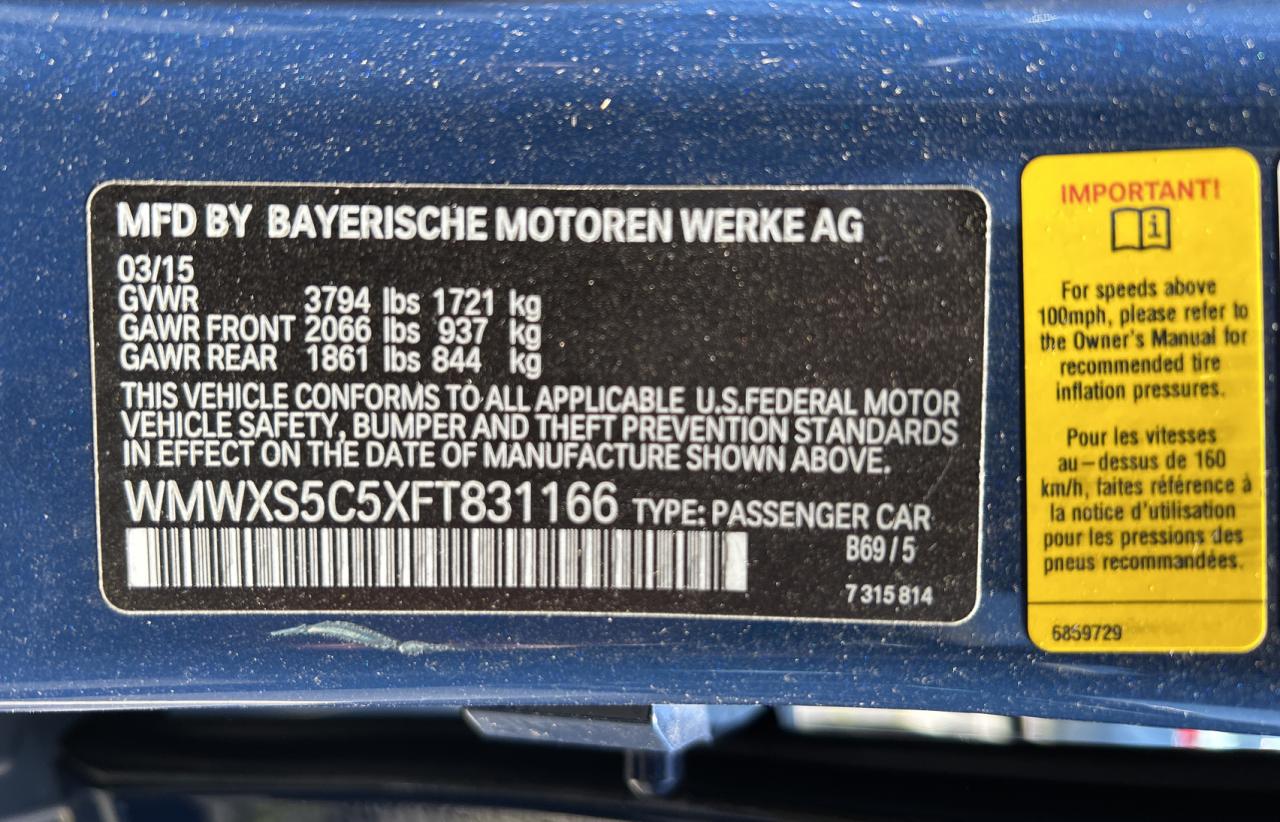 MFD BY BAYERISCHE MOTOREN WERKE AG
03/15
GVWR 3794 lbs 1721 kg
GAWR FRONT 2066 lbs 937 kg
GAWR REAR 1861 lbs 844 kg
THIS VEHICLE CONFORMS TO ALL APPLICABLE U.S.FEDERAL MOTOR
VEHICLE SAFETY, BUMPER AND THEFT PREVENTION STANDARDS
IN EFFECT ON THE DATE OF MANUFACTURE SHOWN ABOVE.
WMWXS5C5XFT831166 TYPE: PASSENGER CAR
B69/5
7 315 814
IMPORTANT!
i
For speeds above
100mph, please refer to
the Owner's Manual for
recommended tire
inflation pressures.
Pour les vitesses
au-dessus de 160
km/h, faites référence à
la notice d'utilisation
pour les pressions des
pneus recommandées.
6859729